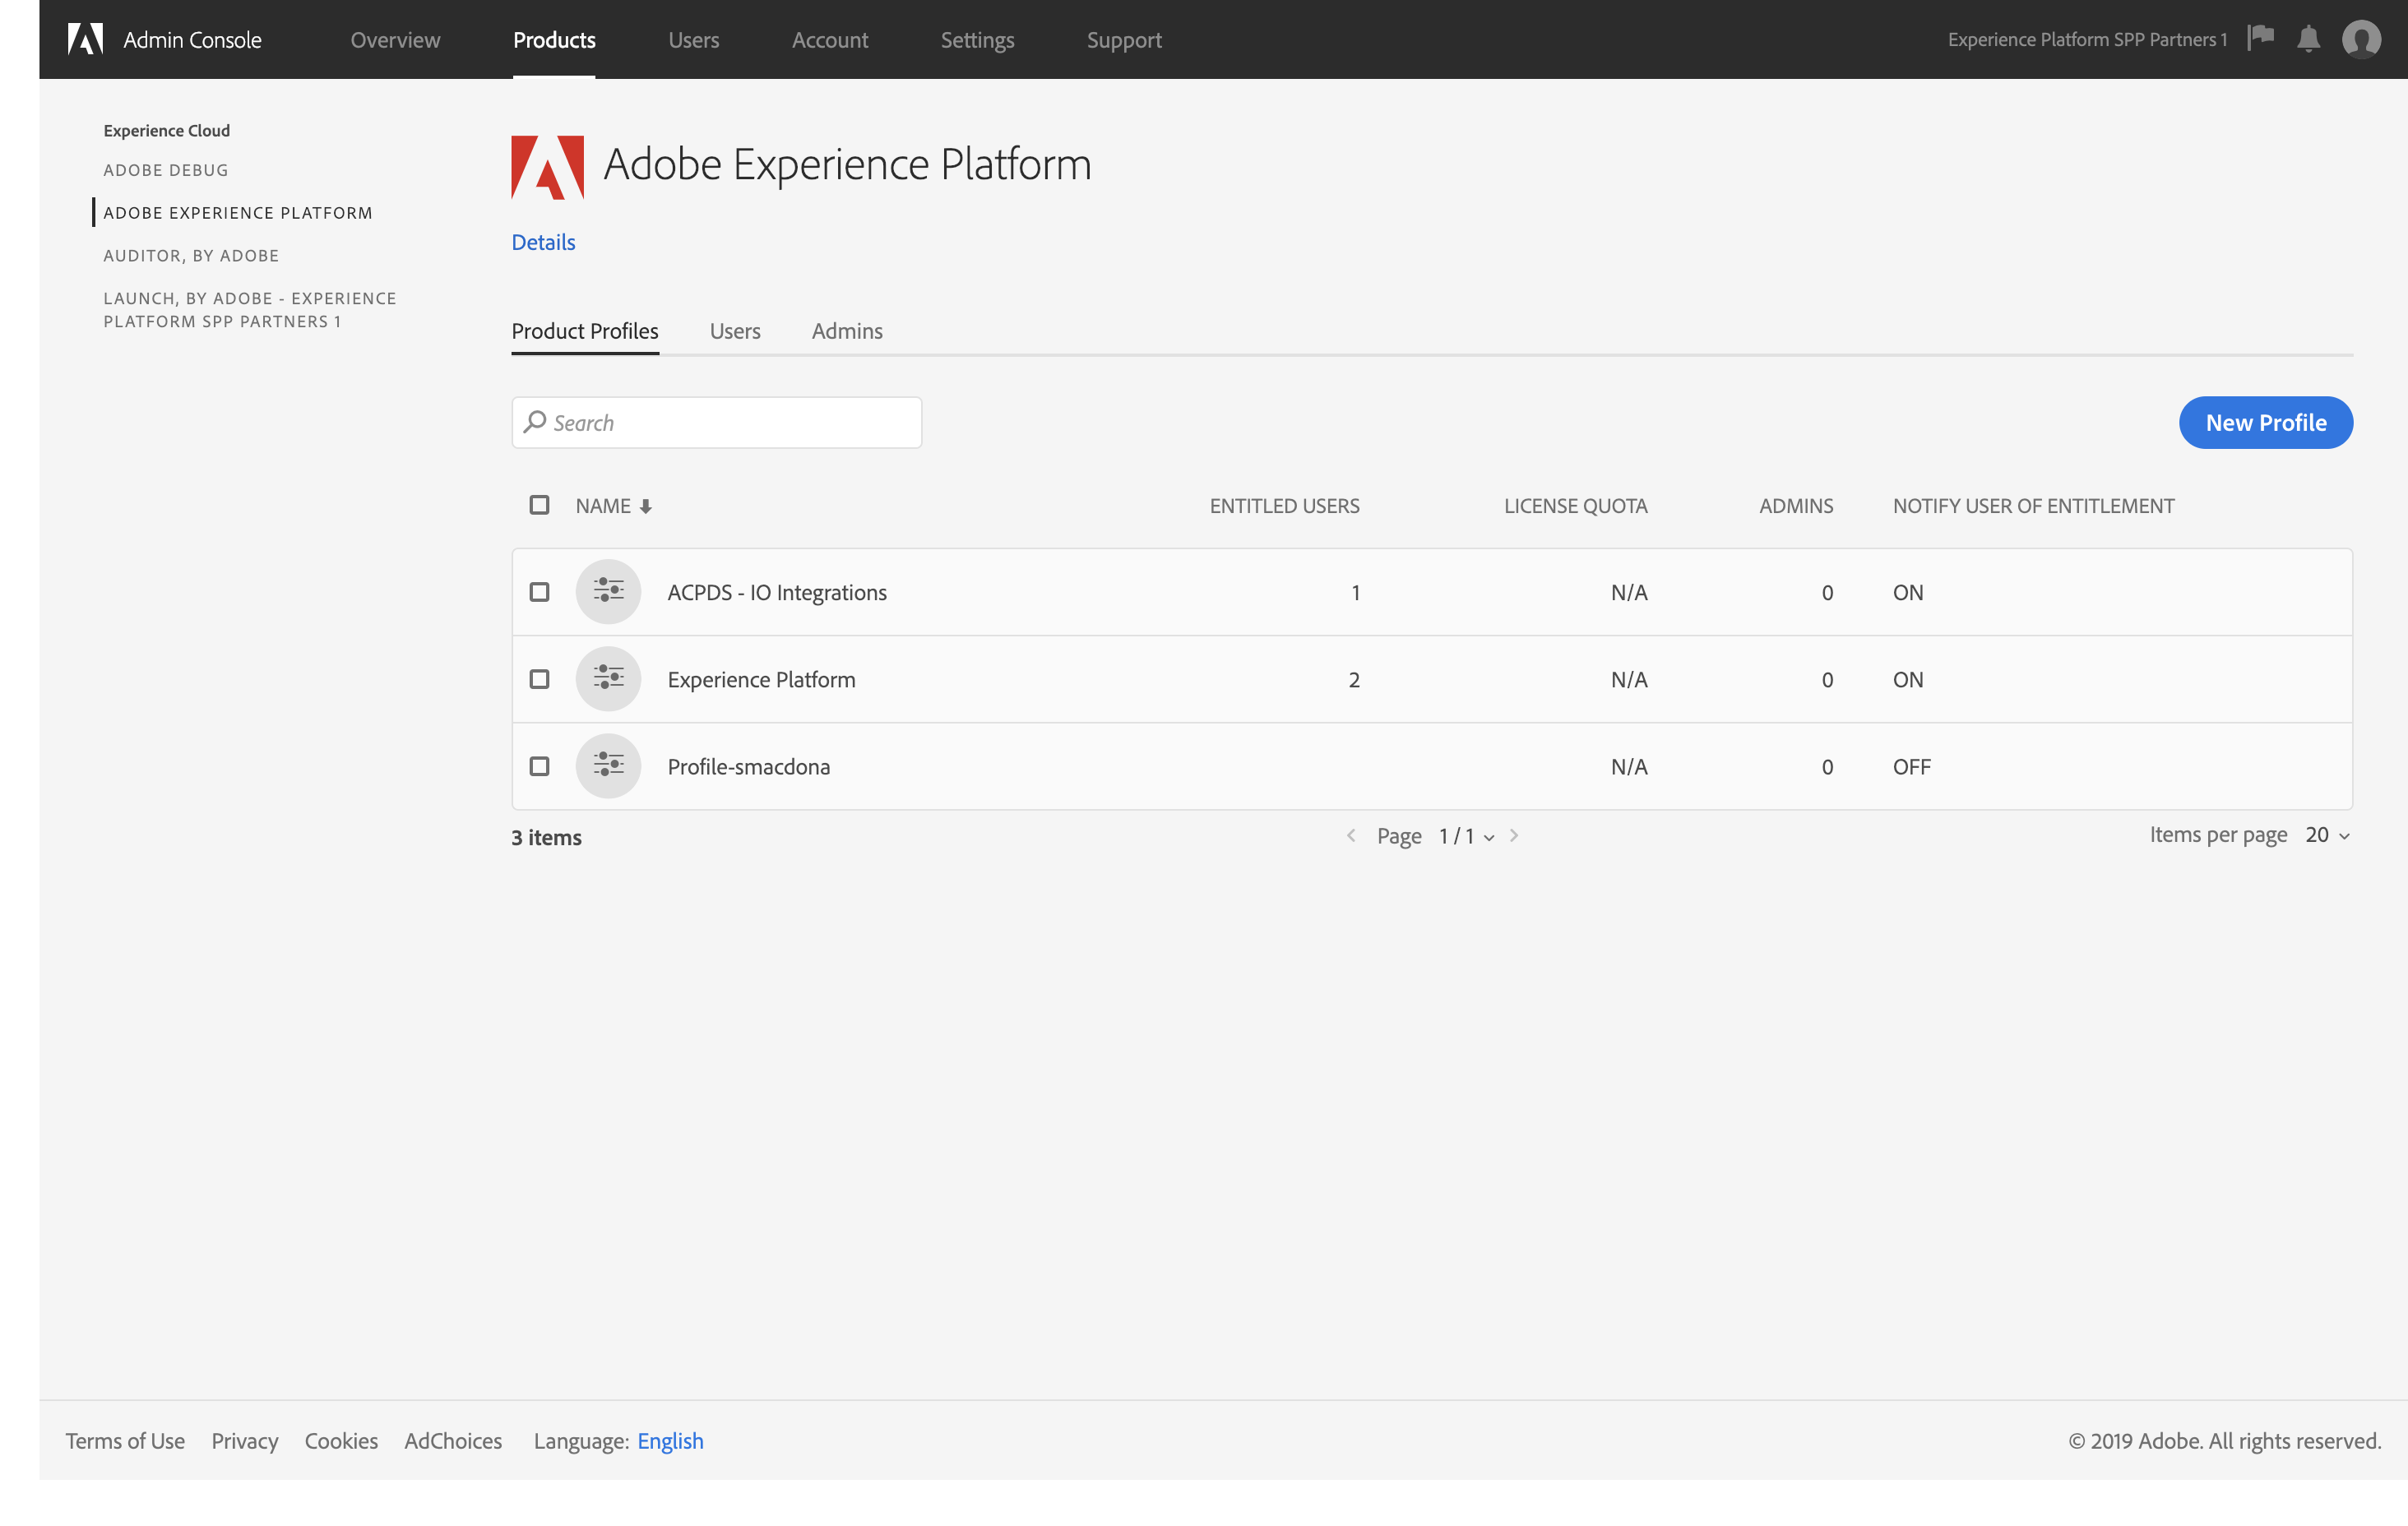 Admin Console Overview Products Users Account Settings Support Experience Platform SPP Partners 1
Experience Cloud
ADOBE DEBUG
ADOBE EXPERIENCE PLATFORM
AUDITOR, BY ADOBE
LAUNCH, BY ADOBE - EXPERIENCE
PLATFORM SPP PARTNERS 1
Adobe Experience Platform
Details
Product Profiles Users Admins
Search New Profile
NAME ENTITLED USERS LICENSE QUOTA ADMINS NOTIFY USER OF ENTITLEMENT
ACPDS - IO Integrations 1 N/A 0 ON
Experience Platform 2 N/A 0 ON
Profile-smacdona N/A 0 OFF
3 items Page 1 / 1 Items per page 20
Terms of Use Privacy Cookies AdChoices Language: English © 2019 Adobe. All rights reserved.